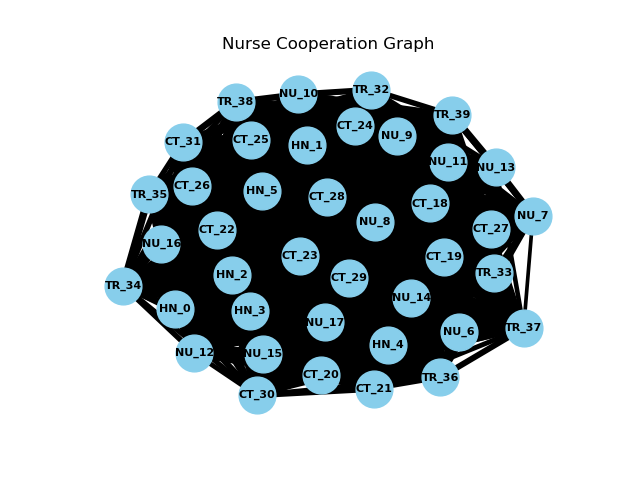 Nurse Cooperation Graph
TR_32
NU_10
TR_38
TR_39
CT_24
NU_9
CT_25
CT_31
HN_1
NU_11
NU_13
CT_26
HN_5
TR_35
CT_28
CT_18
NU_7
NU_8
CT_27
CT_22
NU_16
CT_23
CT_19
TR_33
HN_2
CT_29
TR_34
NU_14
HN_0
HN_3
NU_17
TR_37
NU_6
HN_4
NU_12
NU_15
CT_20
TR_36
CT_21
CT_30